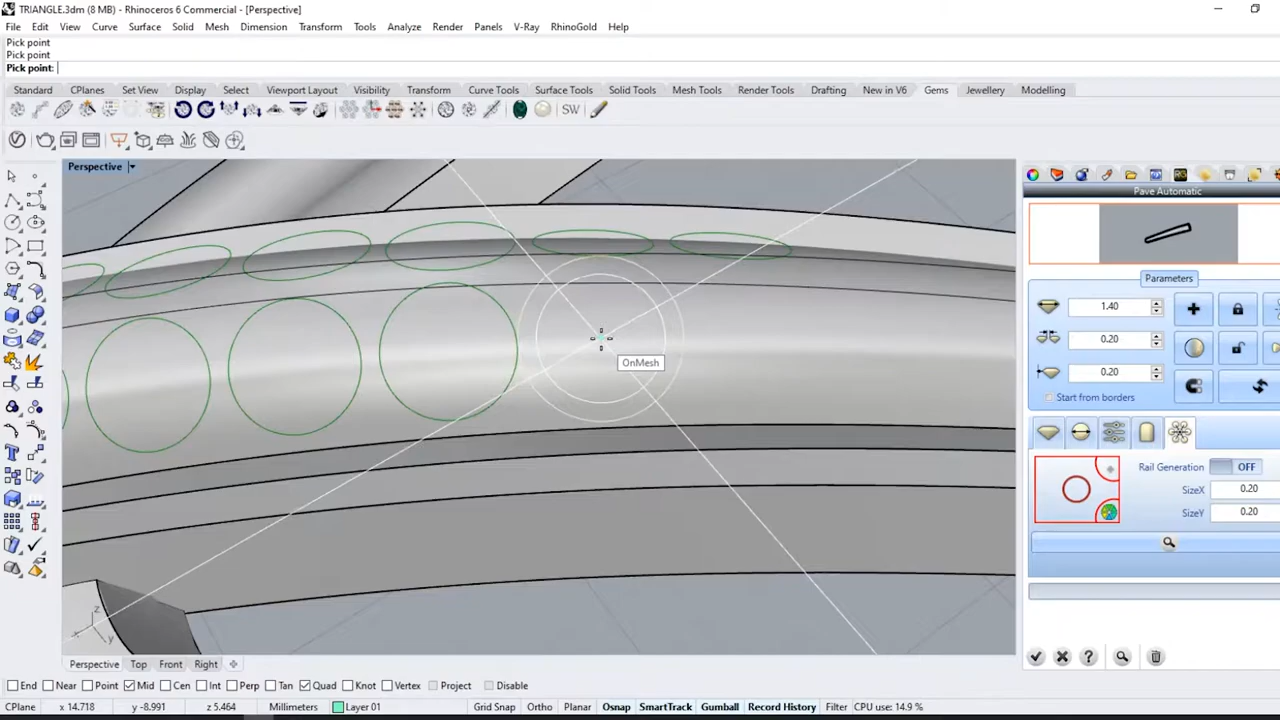 TRIANGLE.3dm (8 MB) - Rhinoceros 6 Commercial - [Perspective]
File Edit View Curve Surface Solid Mesh Dimension Transform Tools Analyze Render Panels V-Ray RhinoGold Help
Pick point
Pick point
Pick point:
Standard CPlanes Set View Display Select Viewport Layout Visibility Transform Curve Tools Surface Tools Solid Tools Mesh Tools Render Tools Drafting New in V6 Gems Jewellery Modelling
SW
Perspective
Pave Automatic
Parameters
1.40
0.20
OnMesh
0.20
Start from borders
Rail Generation OFF
SizeX 0.20
SizeY 0.20
z
x y
Perspective Top Front Right
End Near Point Mid Cen Int Perp Tan Quad Knot Vertex Project Disable
CPlane x 14.718 y -8.991 z 5.464 Millimeters Layer 01 Grid Snap Ortho Planar Osnap SmartTrack Gumball Record History Filter CPU use: 14.9 %